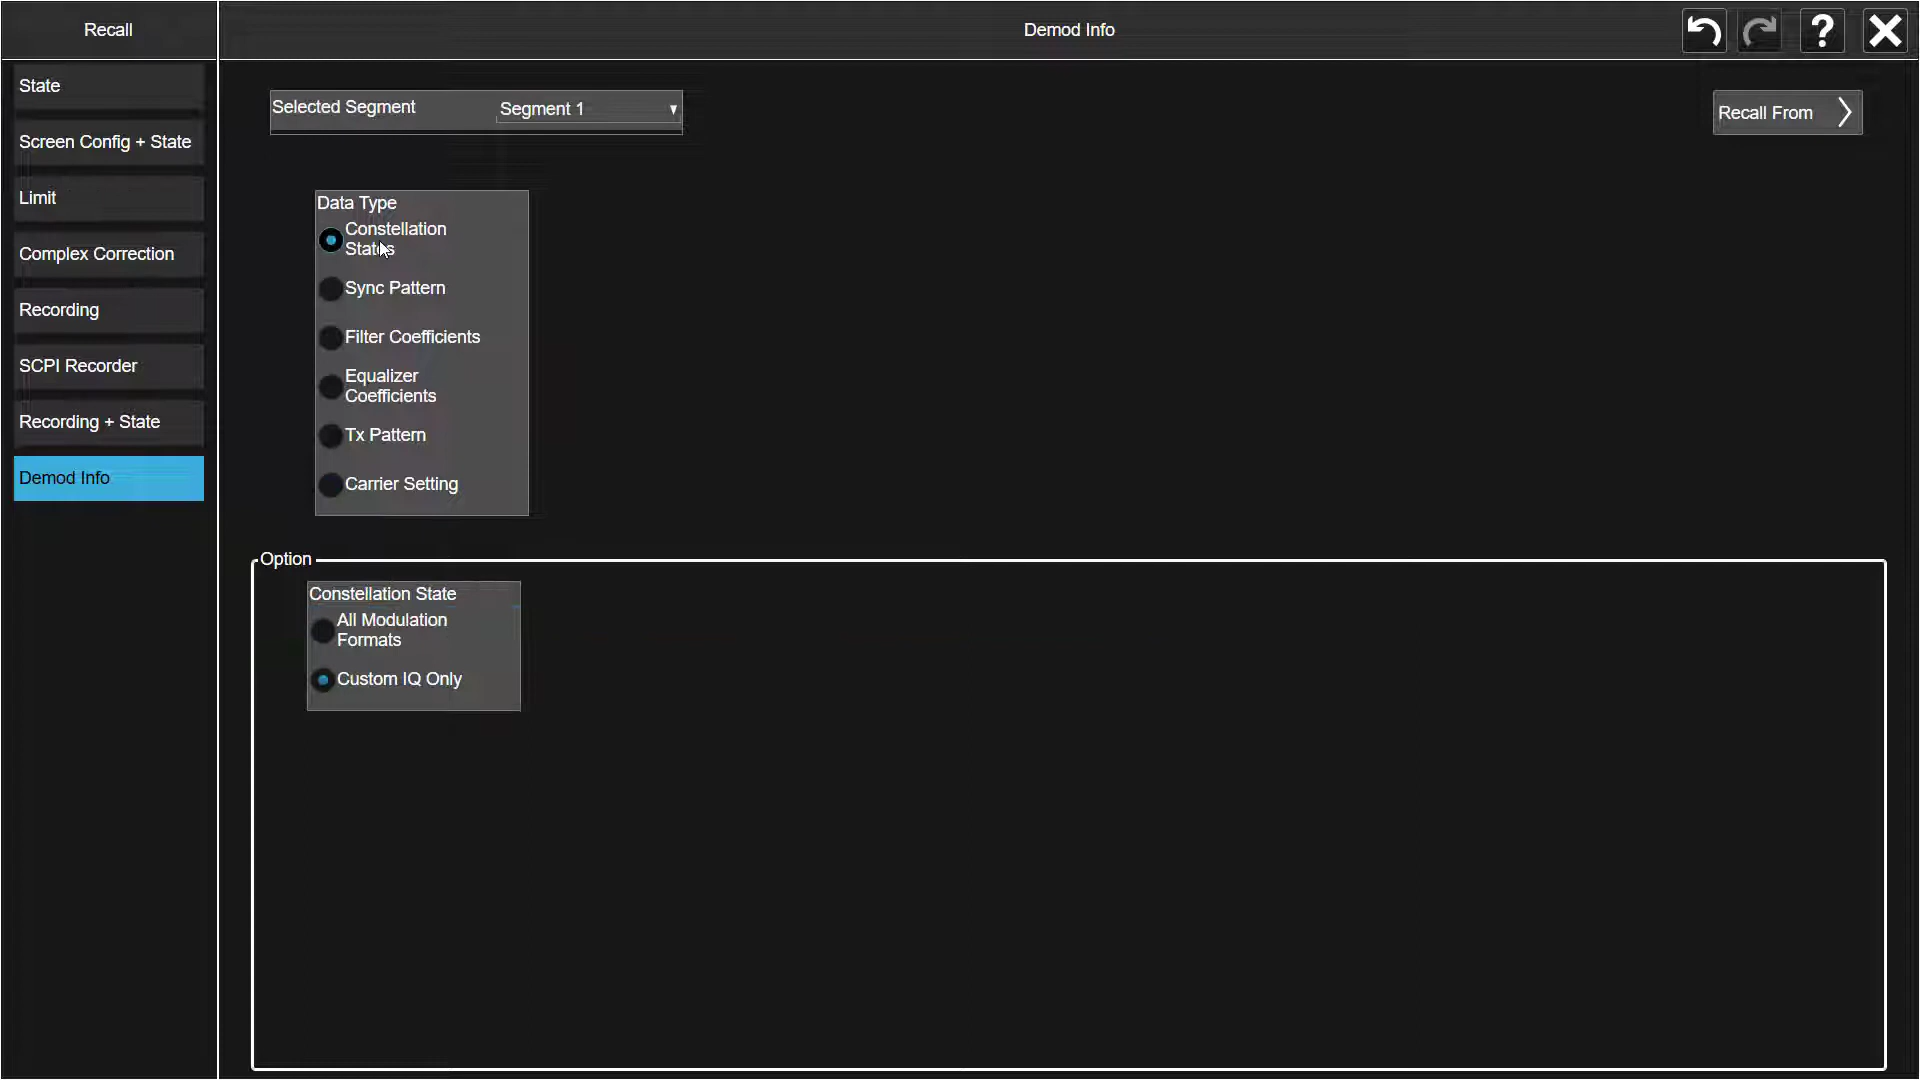 Recall
Demod Info
?
State
Screen Config + State
Limit
Complex Correction
Recording
SCPI Recorder
Recording + State
Demod Info
Selected Segment
Segment 1
Recall From
Data Type
Constellation
States
Sync Pattern
Filter Coefficients
Equalizer
Coefficients
Tx Pattern
Carrier Setting
Option
Constellation State
All Modulation
Formats
Custom IQ Only